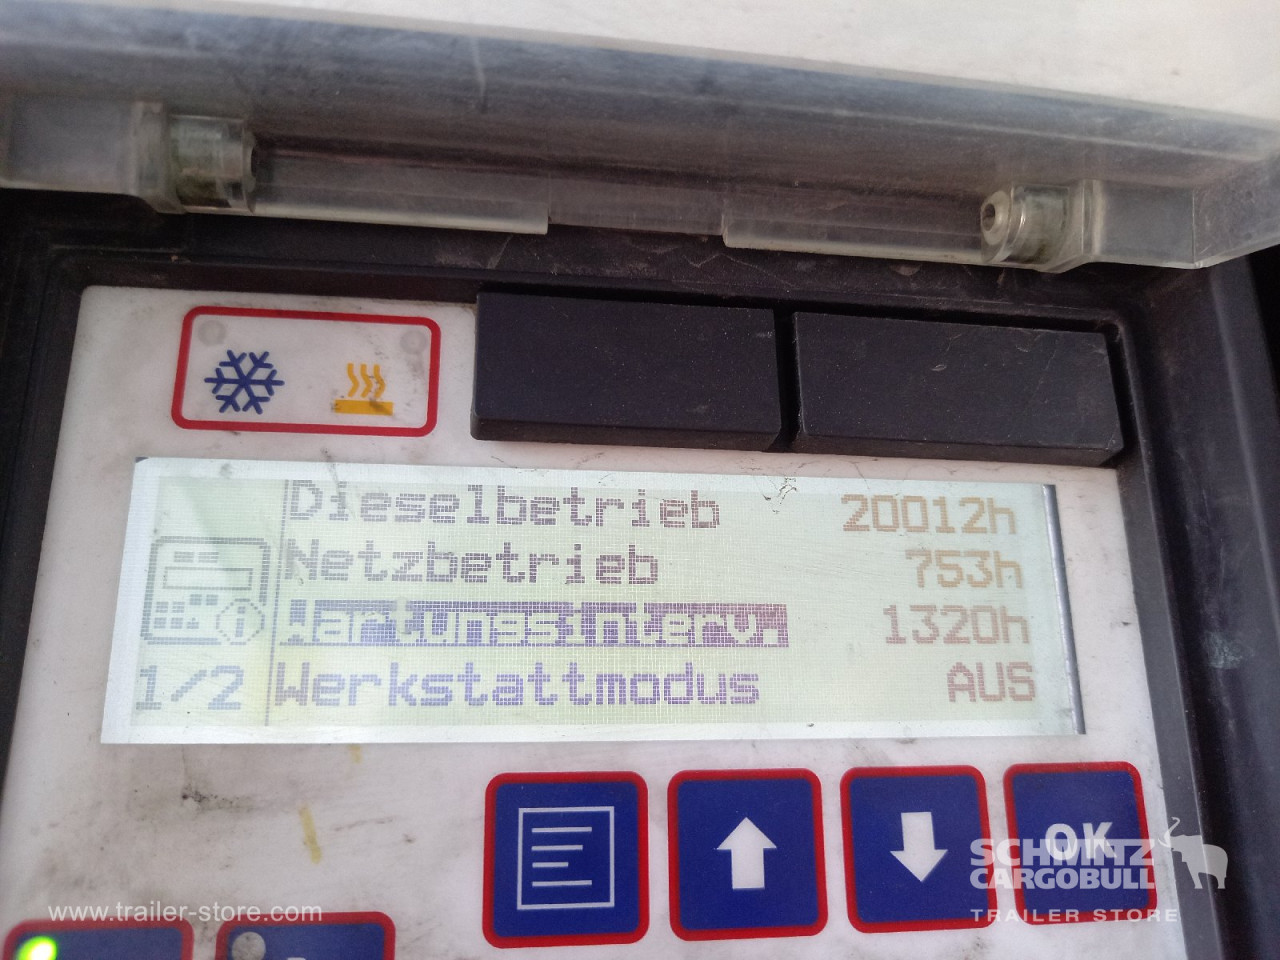 Dieselbetrieb 20012h
Netzbetrieb 753h
Wartungsinterv. 1320h
1/2 Werkstattmodus AUS
OK
SCHMITZ
CARGOBULL
TRAILER STORE
www.trailer-store.com